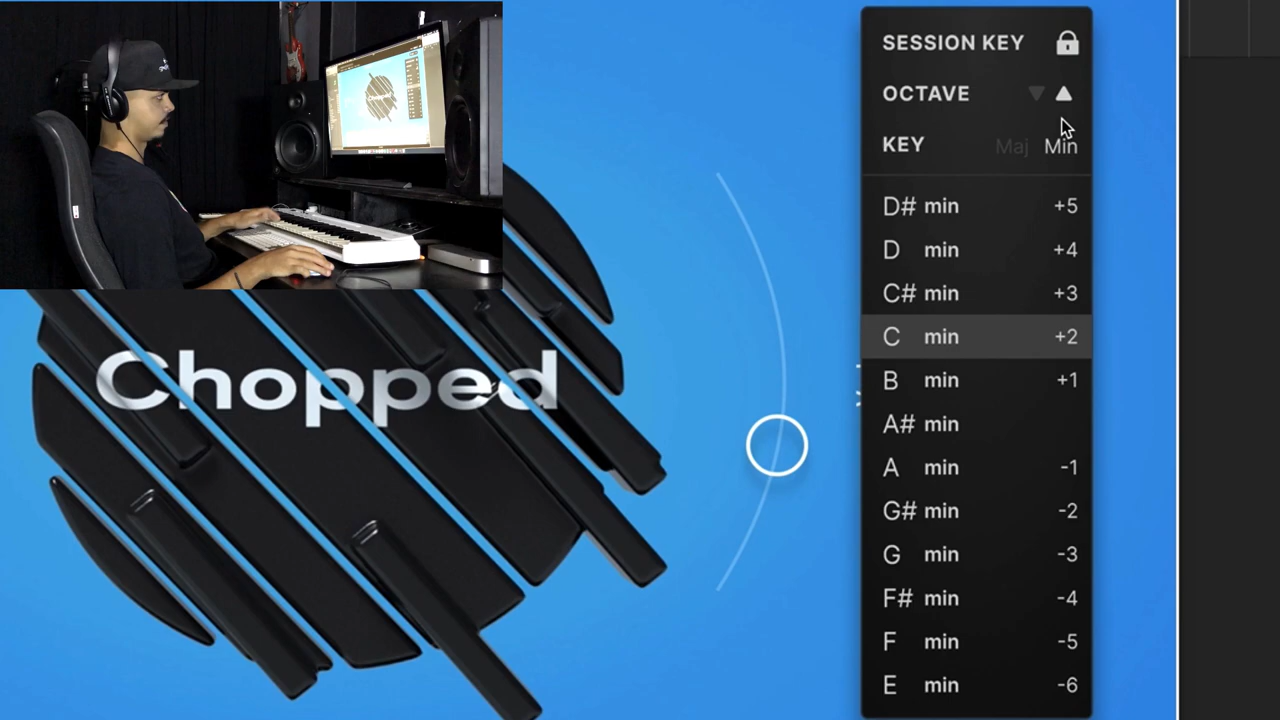 SESSION KEY
OCTAVE
KEY Maj Min
D# min +5
D min +4
C# min +3
C min +2
B min +1
A# min
A min -1
G# min -2
G min -3
F# min -4
F min -5
E min -6
Chopped